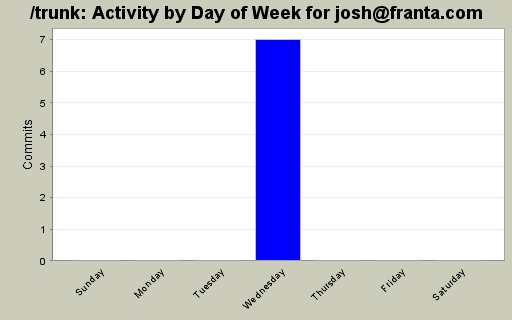 /trunk: Activity by Day of Week for josh@franta.com
7
6
5
4
3
2
1
0
Commits
Sunday
Monday
Tuesday
Wednesday
Thursday
Friday
Saturday